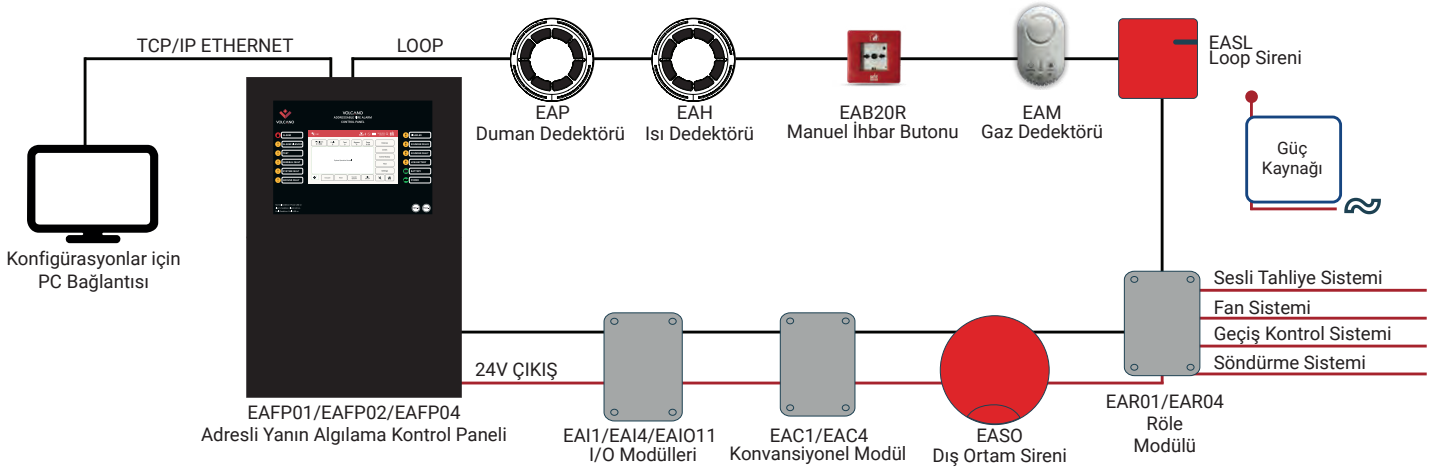 TCP/IP ETHERNET
LOOP
EAP
Duman Dedektörü
EAH
Isı Dedektörü
EAB20R
Manuel İhbar Butonu
EAM
Gaz Dedektörü
EASL
Loop Sireni
Güç
Kaynağı
VOLCANO
VOLCANO
CONTROL PANEL
Konfigürasyonlar için
PC Bağlantısı
24V ÇIKIŞ
Sesli Tahliye Sistemi
Fan Sistemi
Geçiş Kontrol Sistemi
Söndürme Sistemi
EAFP01/EAFP02/EAFP04
Adresli Yanın Algılama Kontrol Paneli
EAI1/EAI4/EAIO11
I/O Modülleri
EAC1/EAC4
Konvansiyonel Modül
EASO
Dış Ortam Sireni
EAR01/EAR04
Röle
Modülü